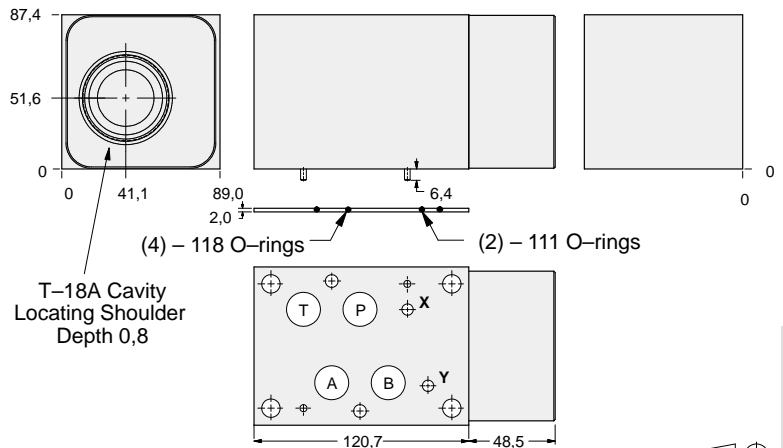 87,4
51,6
0
0
41,1
89,0
2,0
6,4
0
0
(4) – 118 O–rings
(2) – 111 O–rings
T–18A Cavity
Locating Shoulder
Depth 0,8
T
P
X
A
B
Y
120,7
48,5